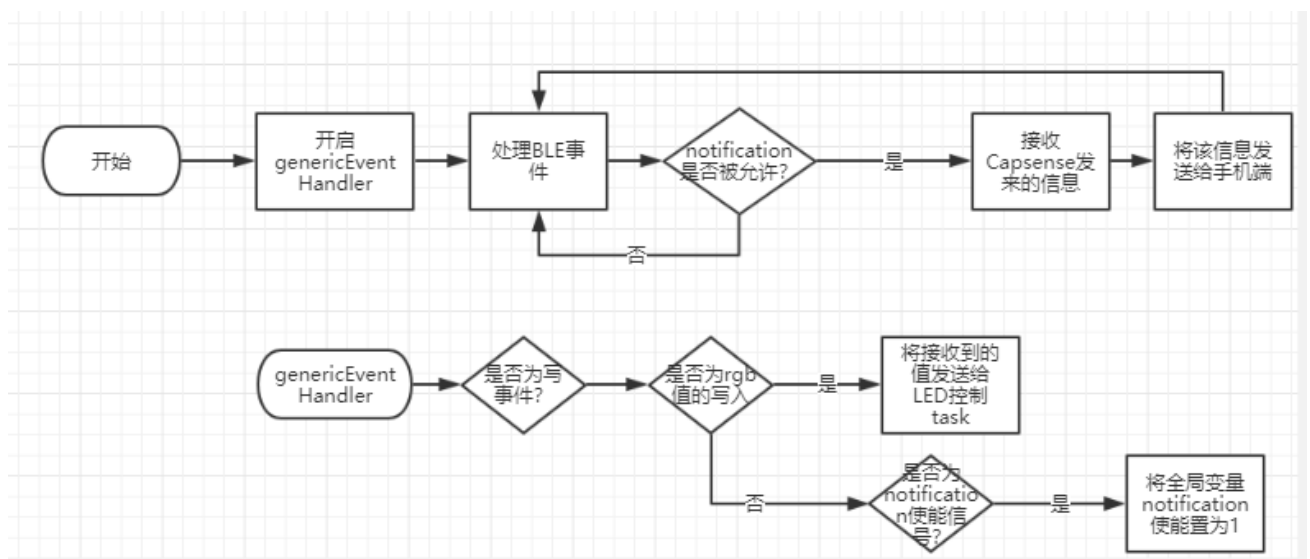 开始
开启
genericEvent
Handler
处理BLE事
件
notification
是否被允许?
是
接收
Capsense发
来的信息
将该信息发
送给手机端
否
genericEvent
Handler
是否为写
事件?
是否为rgb
值的写入
是
将接收到的
值发送给
LED控制
task
否
是否为
notificatio
n使能信
号?
是
将全局变量
notification
使能置为1